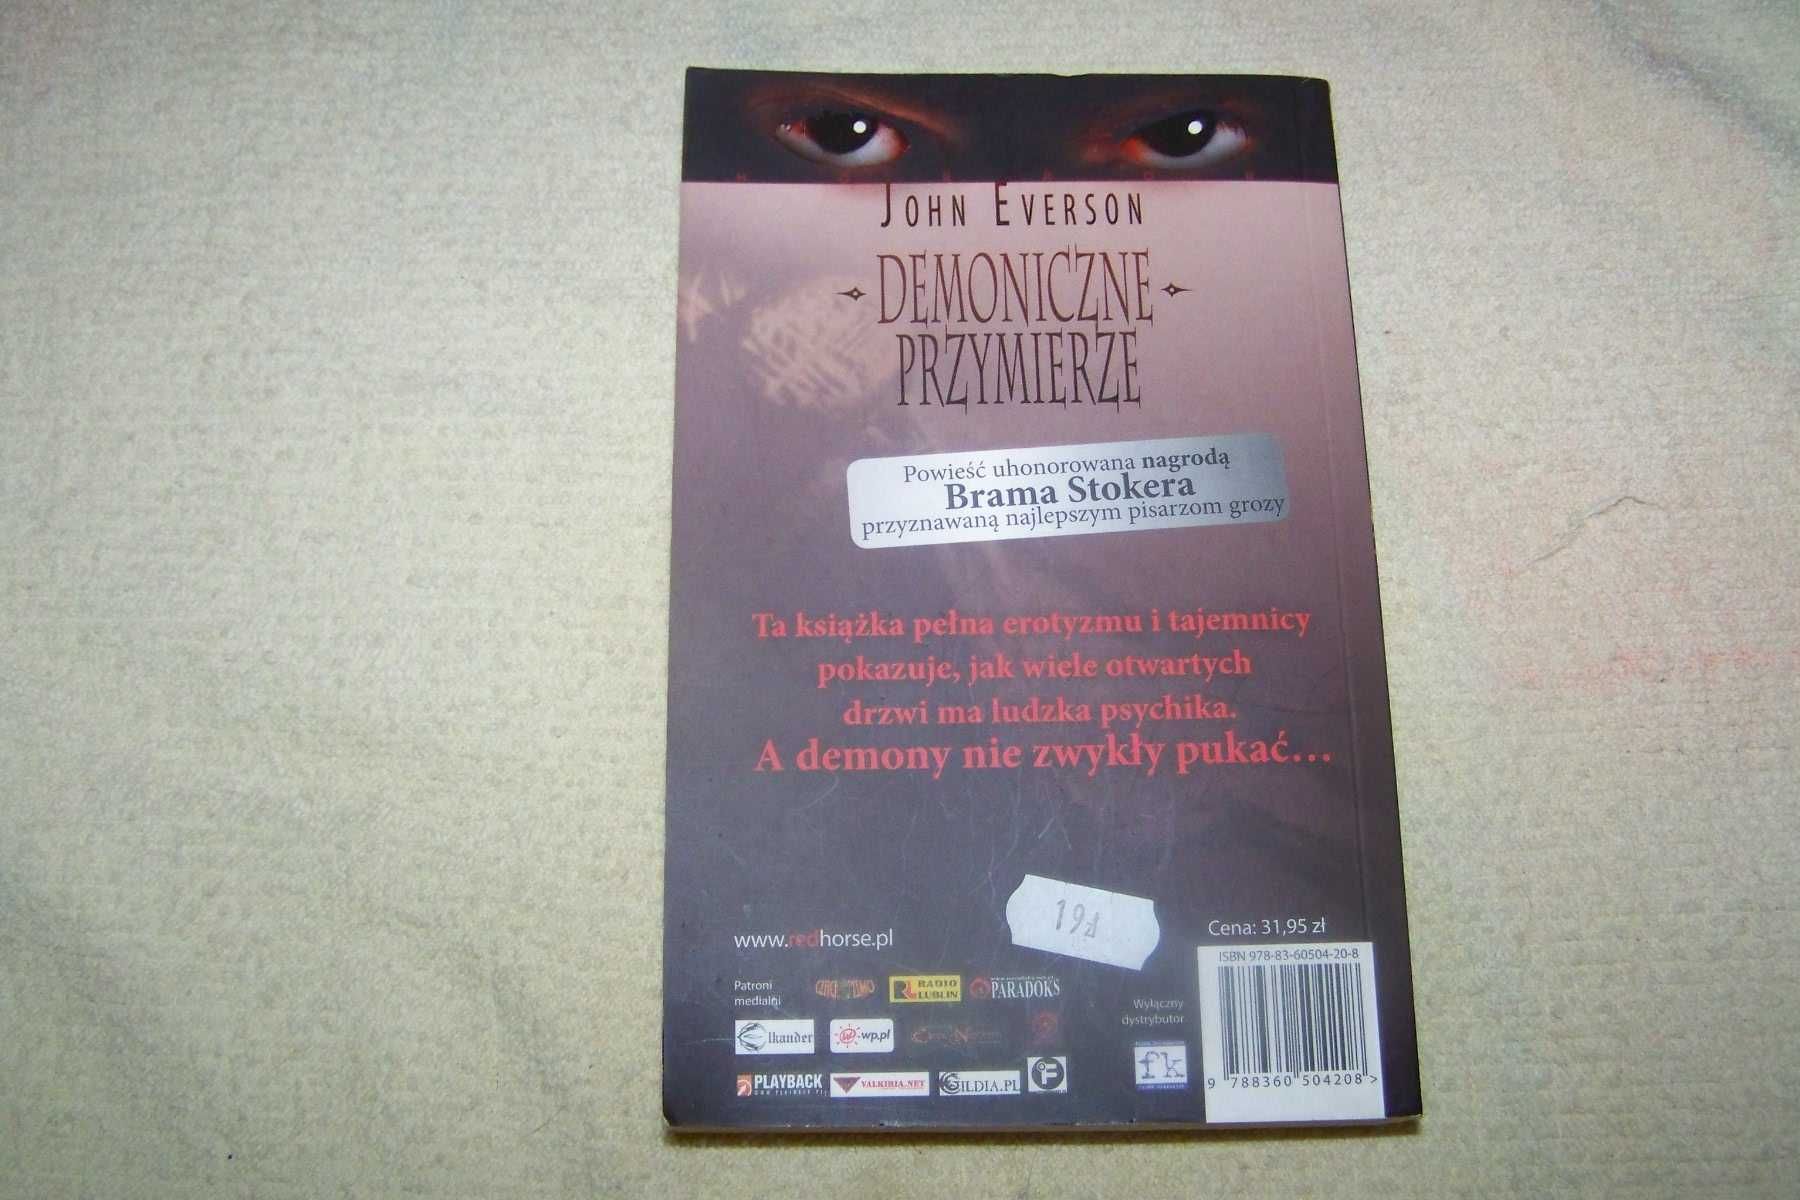 JOHN EVERSON
DEMONICZNE
PRZYMIERZE
Powieść uhonorowana nagrodą
Brama Stokera
przyznawaną najlepszym pisarzom grozy
Ta książka pełna erotyzmu i tajemnicy
pokazuje, jak wiele otwartych
drzwi ma ludzka psychika.
A demony nie zwykły pukać...
19zł
www.redhorse.pl
Cena: 31,95 zł
ISBN 978-83-60504-20-8
Patroni
medialni
RADIO
LUBLIN
PARADOKS
Elkander
wp.pl
PLAYBACK
VALKIRIA.NET
GILDIA.PL
Wyłączny
dystrybutor
fk
9 788360 504208 >